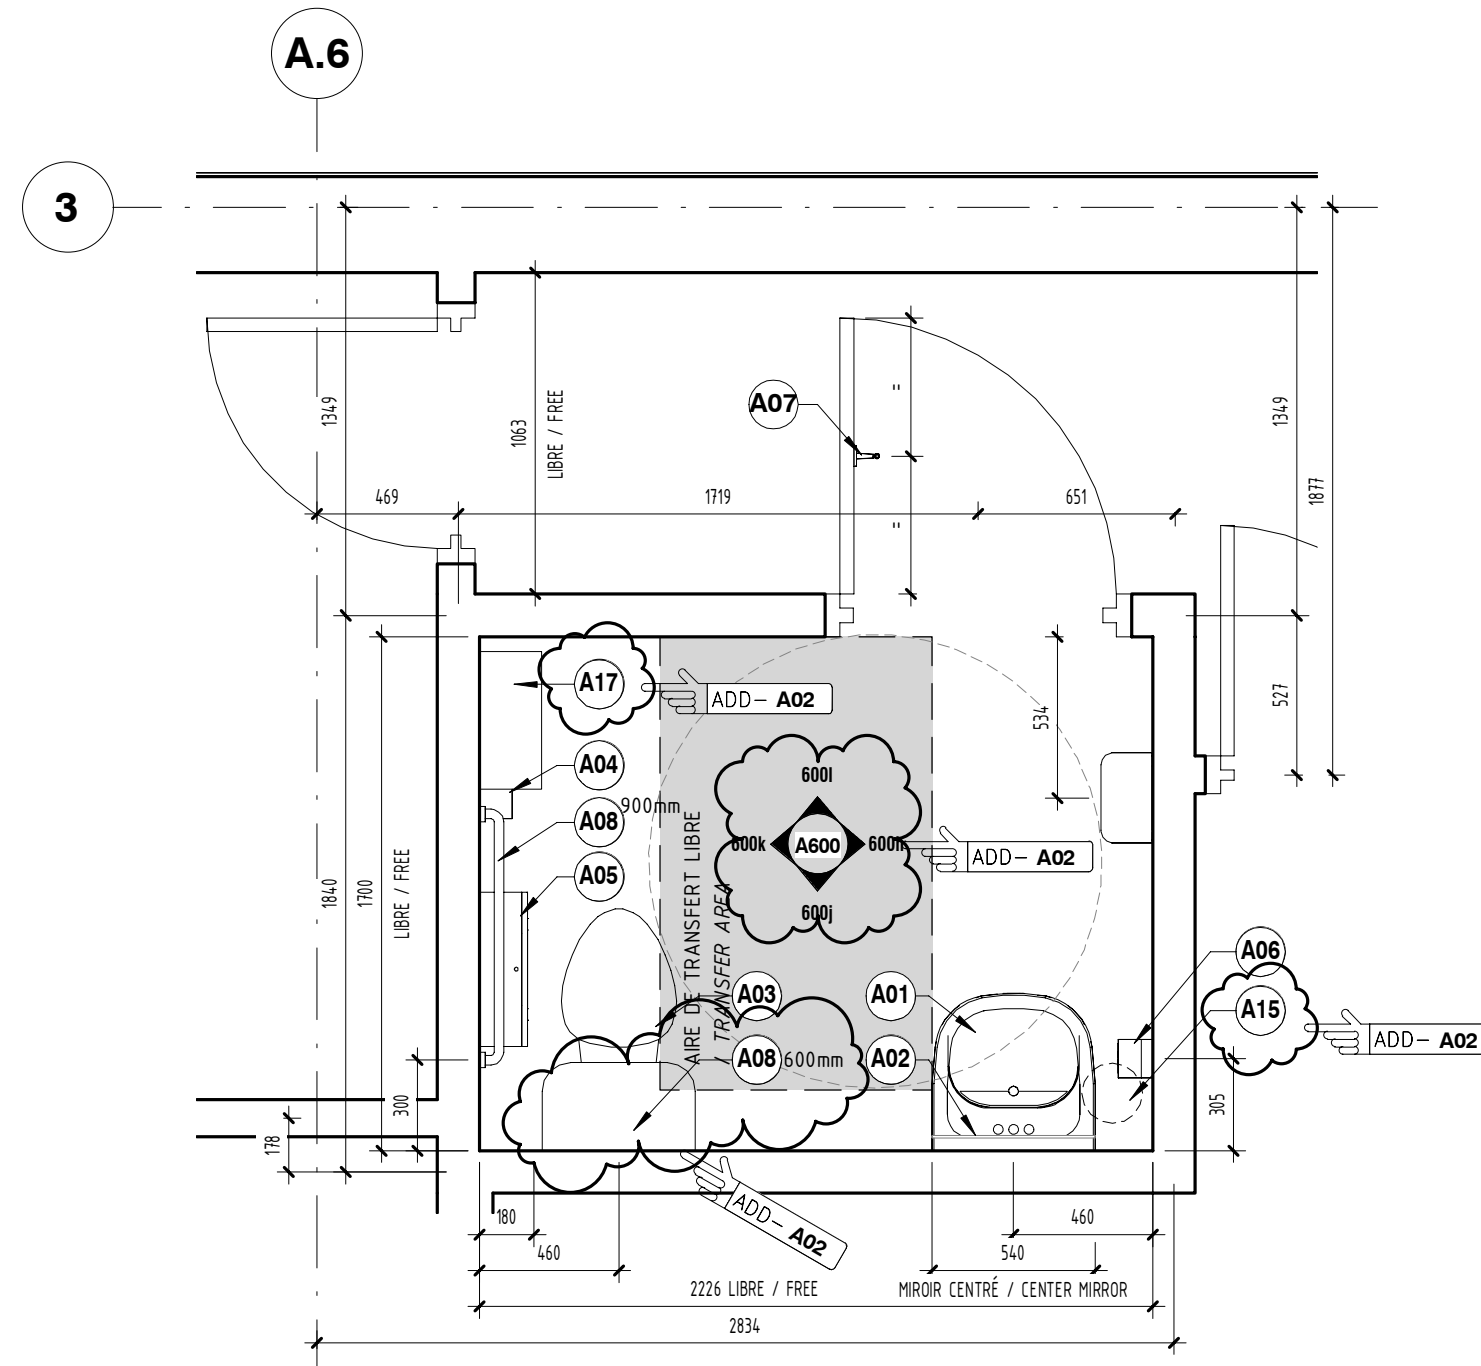 A.6
3
1349
1063
LIBRE / FREE
A07
=
=
1349
1877
469
1719
651
A17
ADD- A02
534
527
A04
900mm
A08
A05
600l
600k
A600
600h
600j
ADD- A02
AIRE DE TRANSFERT LIBRE
/ TRANSFER AREA
1840
1700
LIBRE / FREE
A03
A01
A06
A15
ADD- A02
A08
600mm
A02
300
178
305
ADD- A02
180
460
460
540
2226 LIBRE / FREE
MIROIR CENTRÉ / CENTER MIRROR
2834